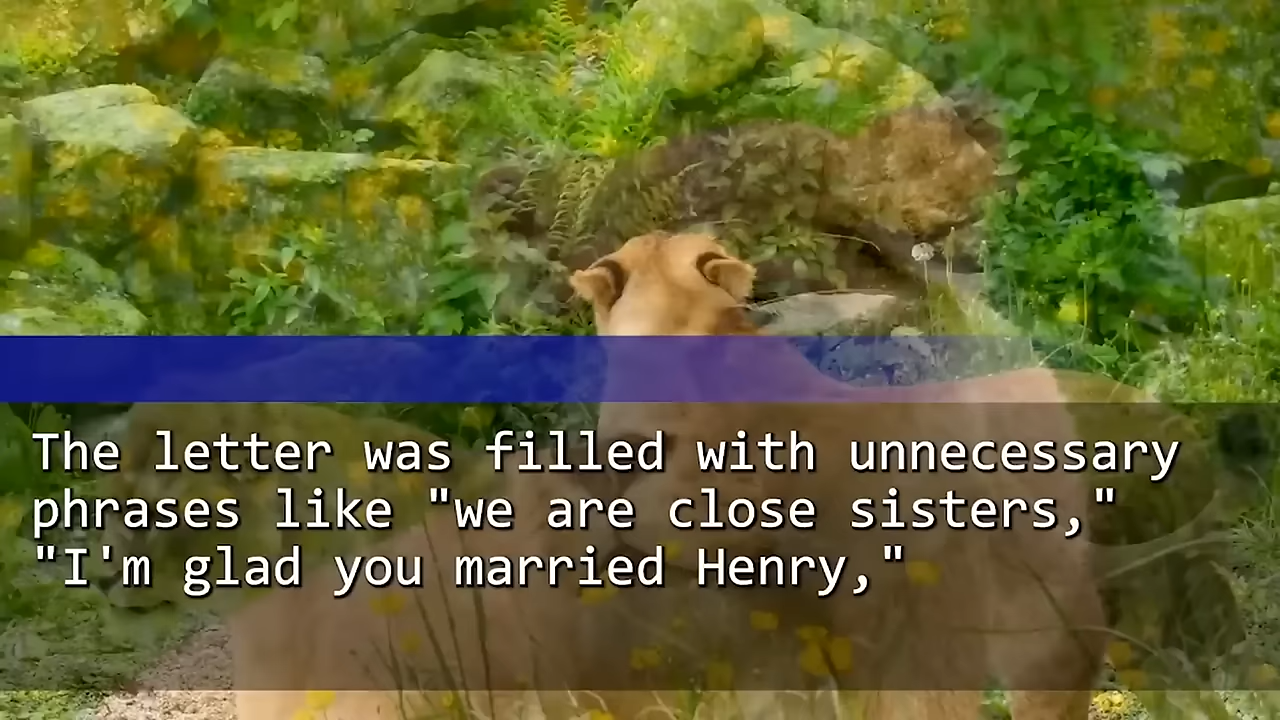 The letter was filled with unnecessary
phrases like "we are close sisters,"
"I'm glad you married Henry,"